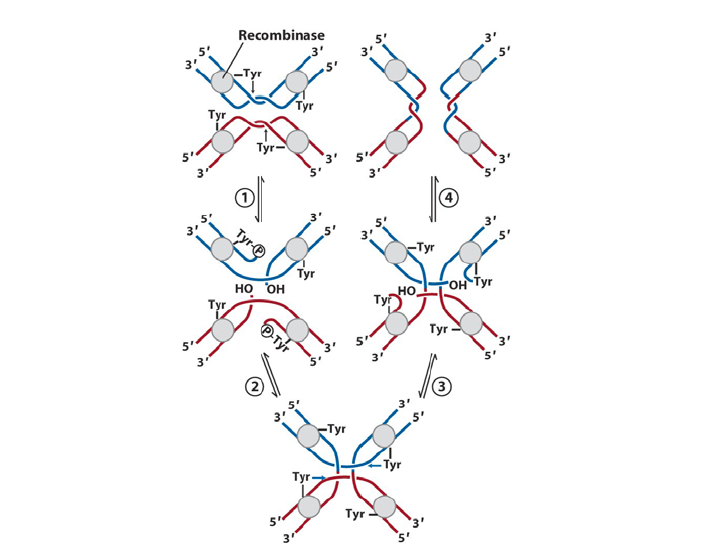 Recombinase
5′
3′
Tyr
3′
5′
Tyr
Tyr
Tyr
5′
3′
3′
5′
5′
3′
3′
5′
5′
3′
3′
5′
1
4
5′
3′
Tyr-P
3′
5′
Tyr
HO
OH
Tyr
P-Tyr
5′
3′
3′
5′
5′
3′
Tyr
3′
5′
Tyr
HO
OH
Tyr
Tyr
5′
3′
3′
5′
2
3
5′
3′
Tyr
3′
5′
Tyr
Tyr
Tyr
5′
3′
3′
5′